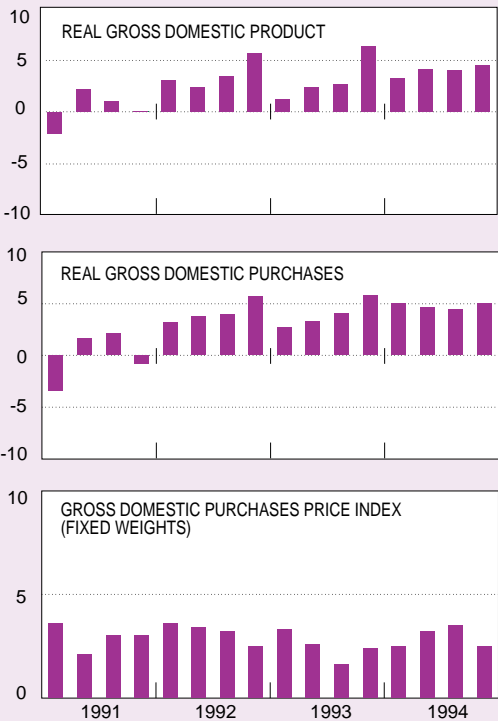 10
REAL GROSS DOMESTIC PRODUCT
5
0
-5
-10
10
REAL GROSS DOMESTIC PURCHASES
5
0
-5
-10
10
GROSS DOMESTIC PURCHASES PRICE INDEX
(FIXED WEIGHTS)
5
0
1991 1992 1993 1994